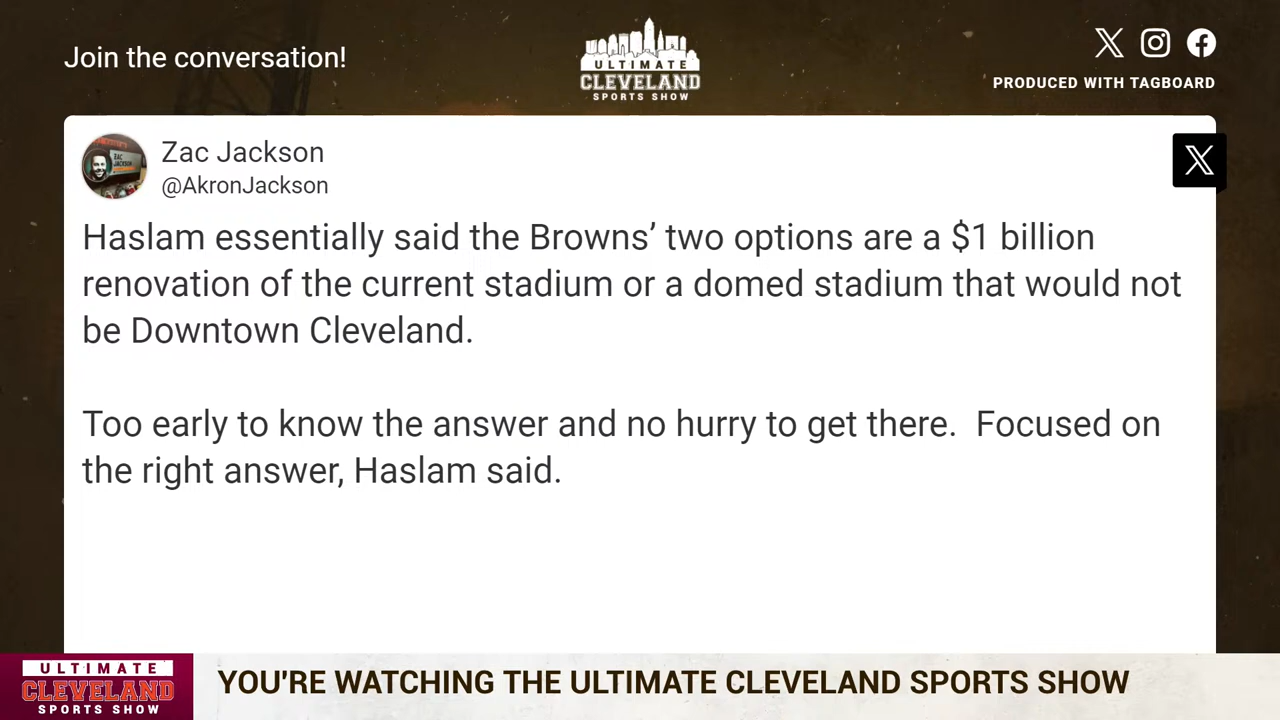 Join the conversation!
ULTIMATE
CLEVELAND
SPORTS SHOW
PRODUCED WITH TAGBOARD
Zac Jackson
@AkronJackson
Haslam essentially said the Browns’ two options are a $1 billion
renovation of the current stadium or a domed stadium that would not
be Downtown Cleveland.
Too early to know the answer and no hurry to get there.  Focused on
the right answer, Haslam said.
ULTIMATE
CLEVELAND
SPORTS SHOW
YOU'RE WATCHING THE ULTIMATE CLEVELAND SPORTS SHOW